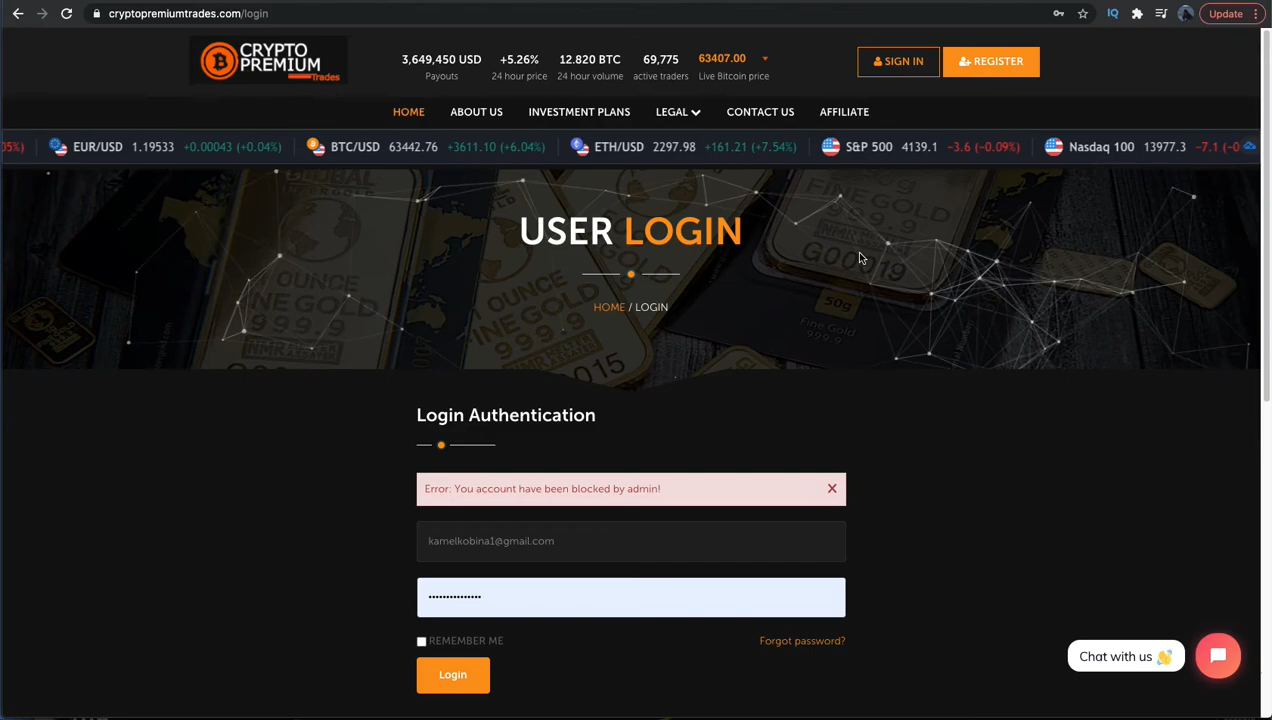 cryptopremiumtrades.com/login
IQ
Update
CRYPTO
PREMIUM
Trades
3,649,450 USD +5.26% 12.820 BTC 69,775 63407.00
Payouts 24 hour price 24 hour volume active traders Live Bitcoin price
SIGN IN REGISTER
HOME ABOUT US INVESTMENT PLANS LEGAL CONTACT US AFFILIATE
05%) EUR/USD 1.19533 +0.00043 (+0.04%) BTC/USD 63442.76 +3611.10 (+6.04%) ETH/USD 2297.98 +161.21 (+7.54%) S&P 500 4139.1 −3.6 (−0.09%) Nasdaq 100 13977.3 −7.1 (−0
USER LOGIN
HOME / LOGIN
Login Authentication
Error: You account have been blocked by admin!
kamelkobina1@gmail.com
REMEMBER ME Forgot password?
Login
Chat with us